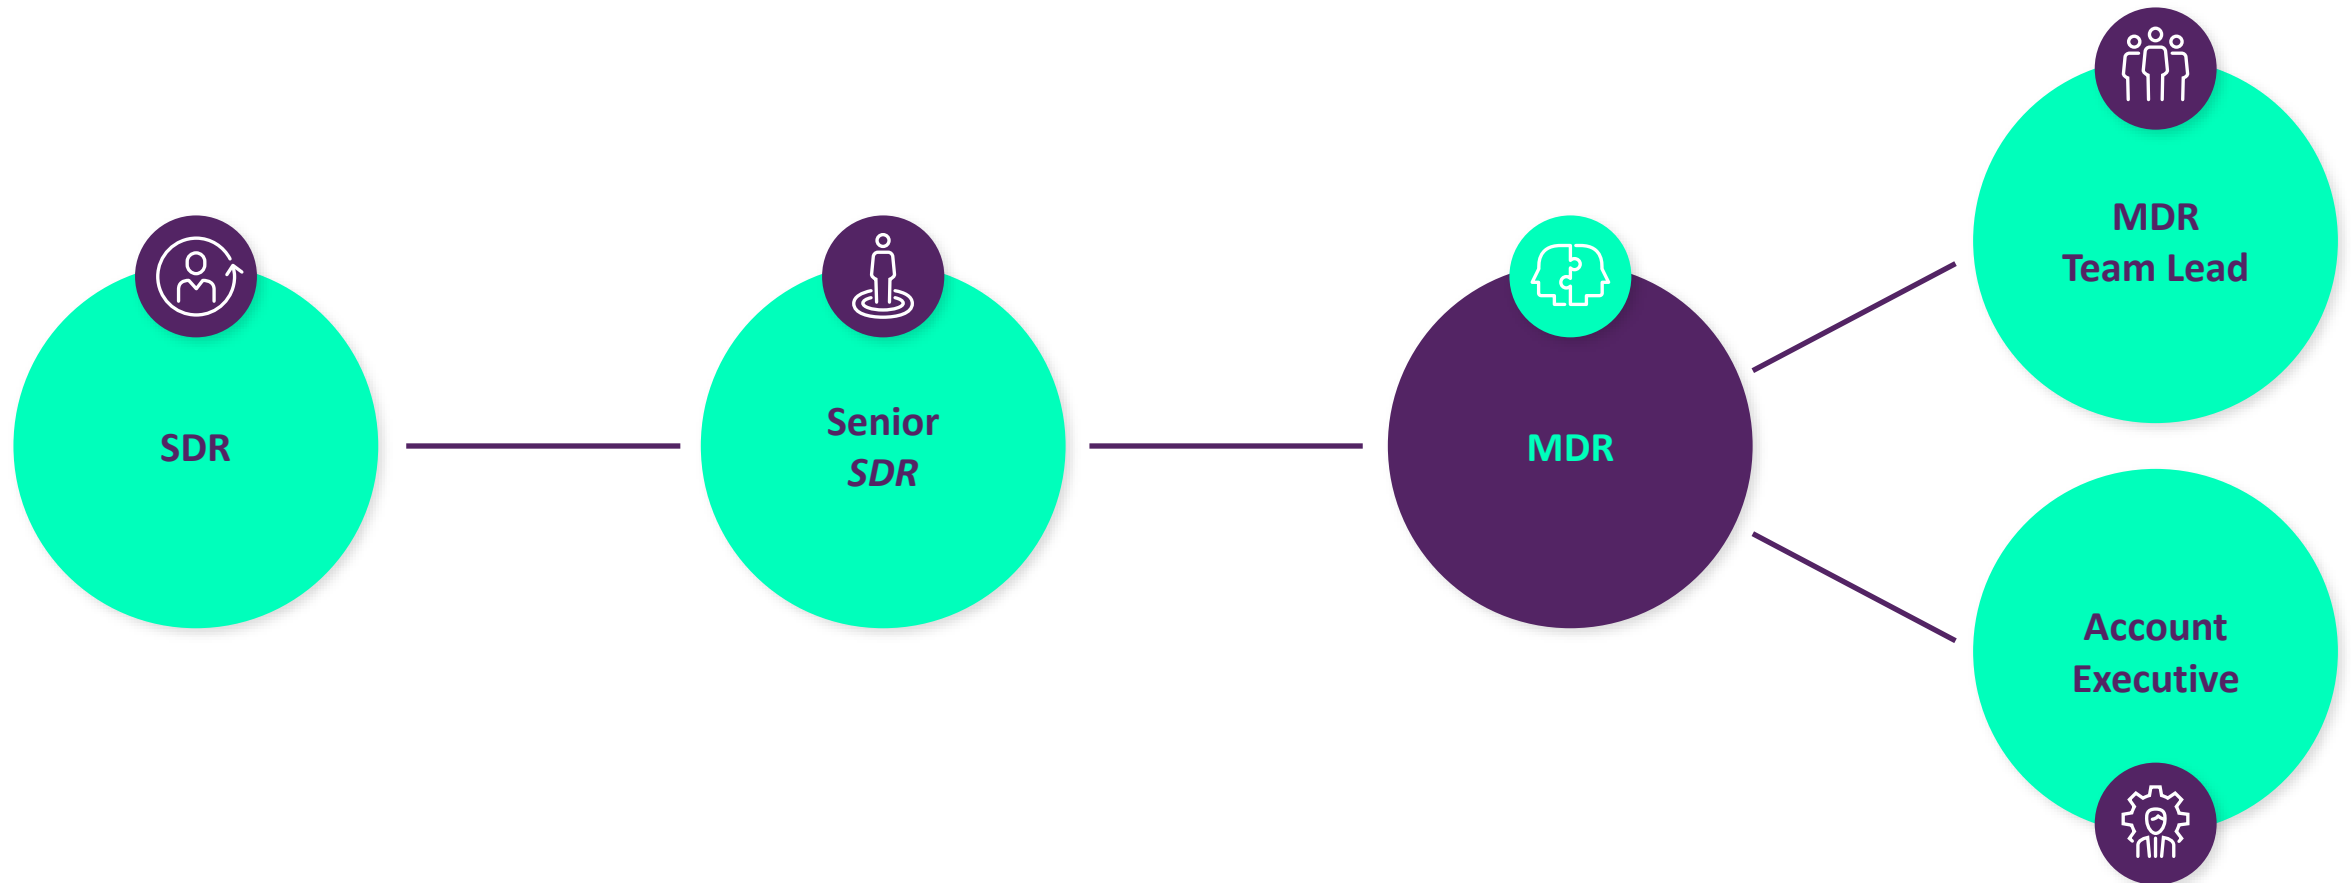 SDR
Senior
SDR
MDR
MDR
Team Lead
Account
Executive